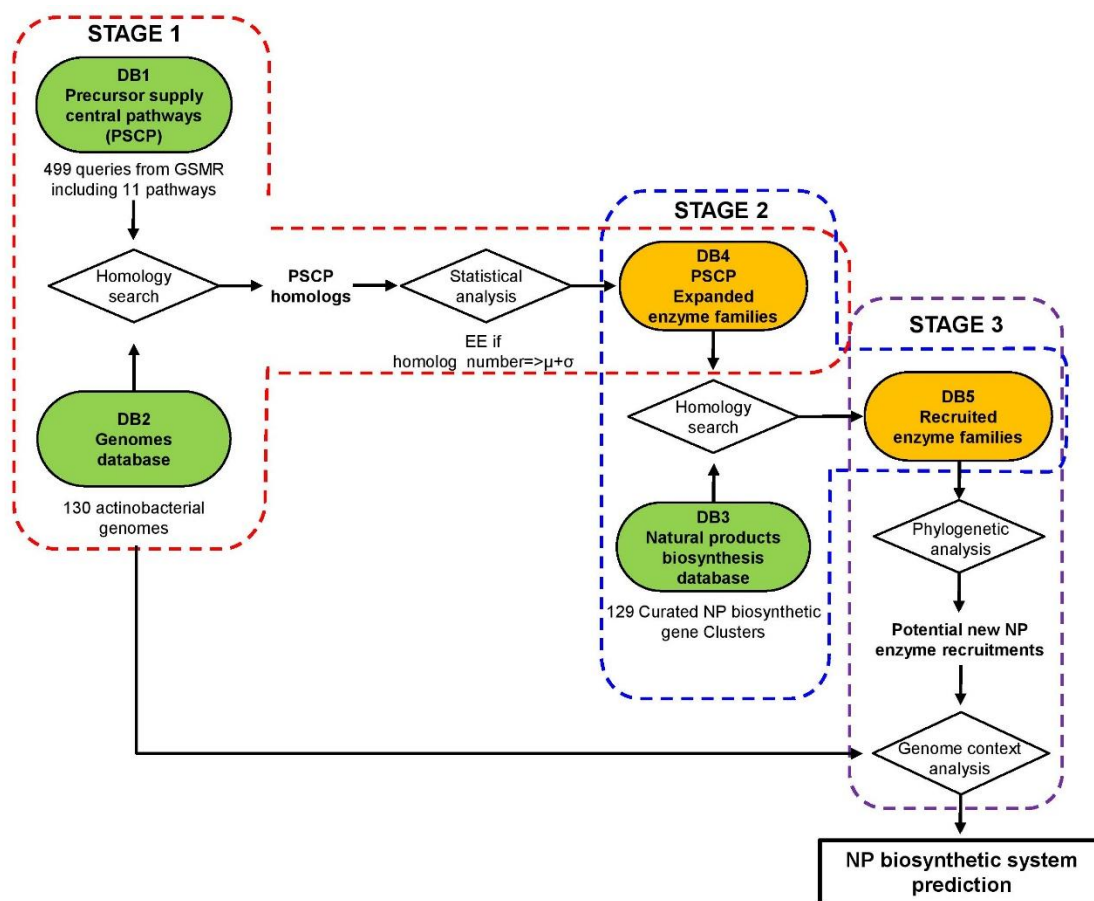 STAGE 1
DB1
Precursor supply
central pathways
(PSCP)
499 queries from GSMR
including 11 pathways
Homology
search
DB2
Genomes
database
130 actinobacterial
genomes
PSCP
homologs
Statistical
analysis
EE if
homolog number=>μ+σ
STAGE 2
DB4
PSCP
Expanded
enzyme families
Homology
search
DB3
Natural products
biosynthesis
database
129 Curated NP biosynthetic
gene Clusters
STAGE 3
DB5
Recruited
enzyme families
Phylogenetic
analysis
Potential new NP
enzyme recruitments
Genome context
analysis
NP biosynthetic system
prediction